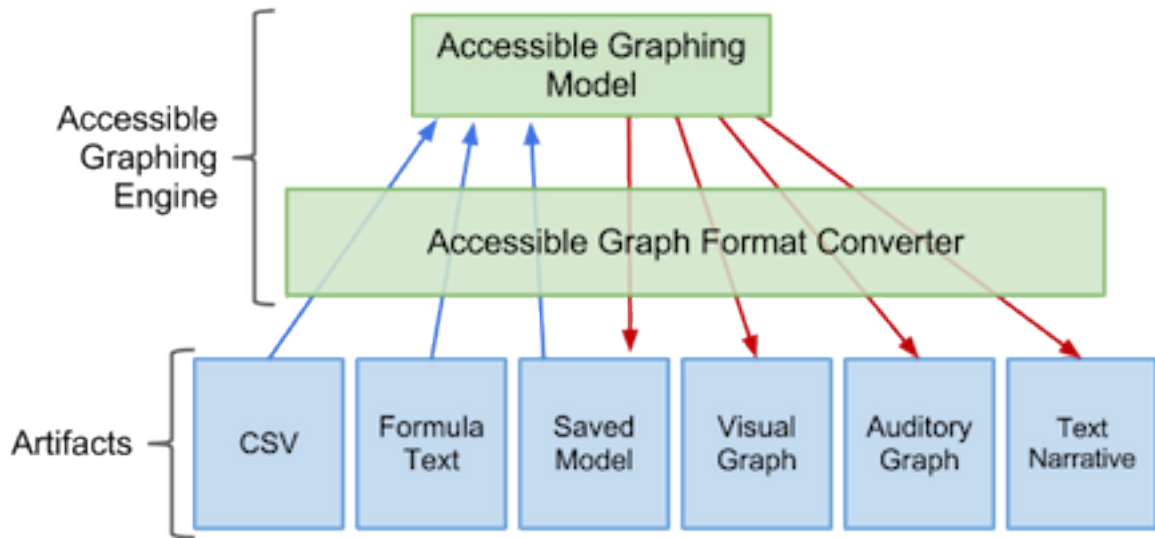 Accessible Graphing
Model
Accessible
Graphing
Engine
Accessible Graph Format Converter
Artifacts
CSV
Formula
Text
Saved
Model
Visual
Graph
Auditory
Graph
Text
Narrative